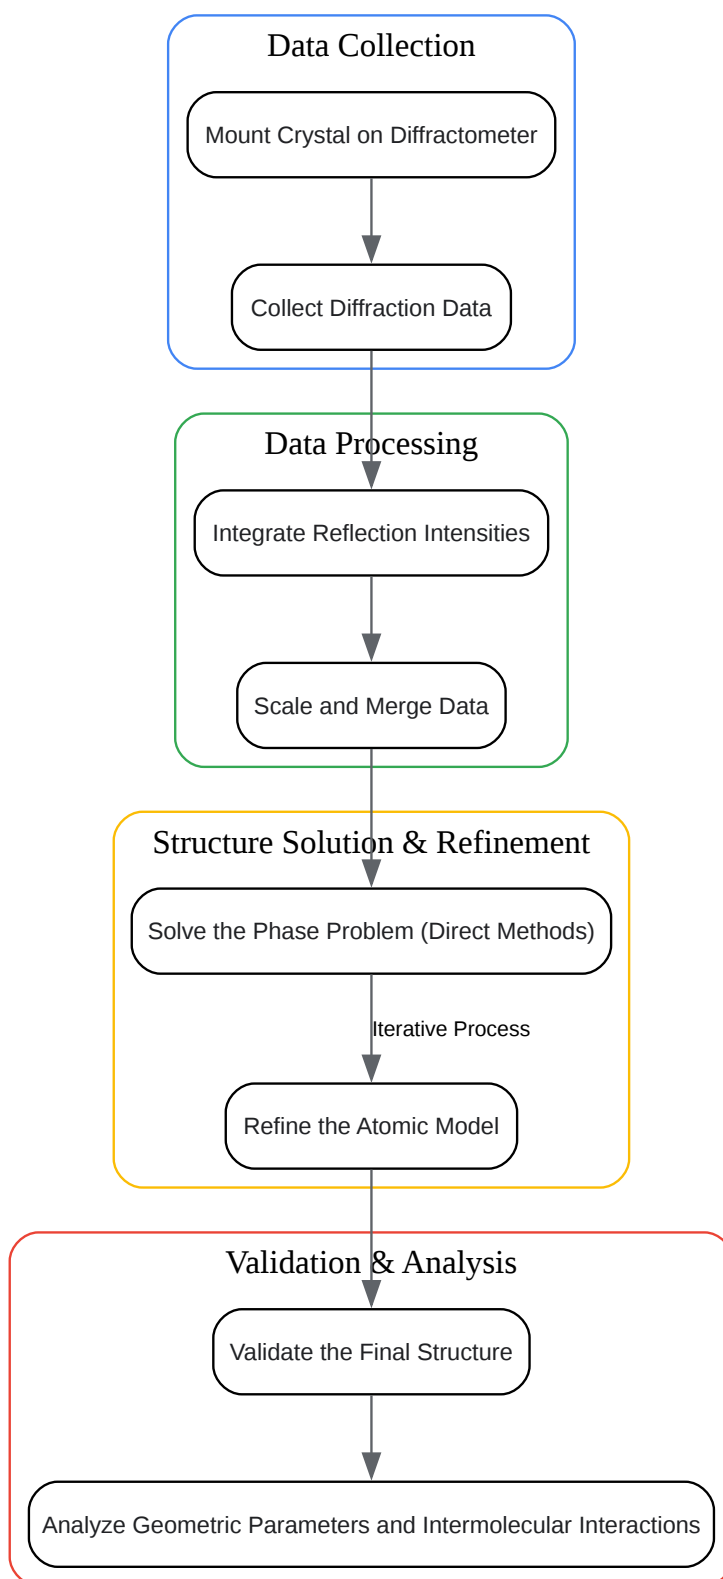 Data Collection
Mount Crystal on Diffractometer
Collect Diffraction Data
Data Processing
Integrate Reflection Intensities
Scale and Merge Data
Structure Solution & Refinement
Solve the Phase Problem (Direct Methods)
Iterative Process
Refine the Atomic Model
Validation & Analysis
Validate the Final Structure
Analyze Geometric Parameters and Intermolecular Interactions